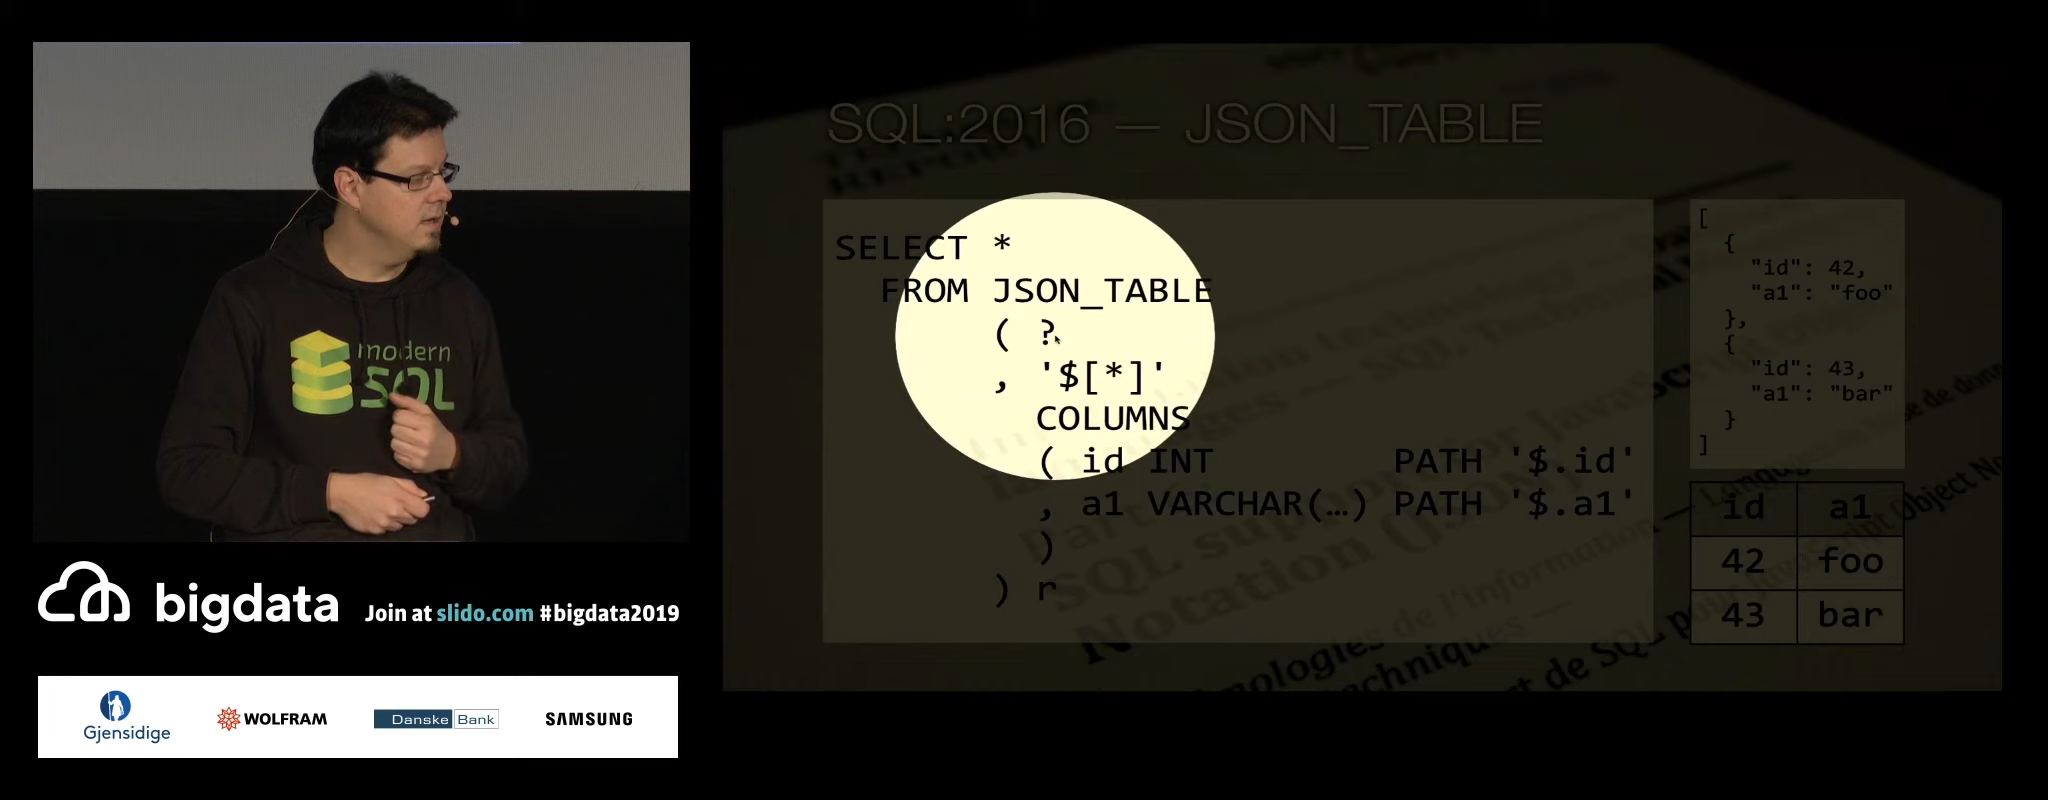 modern
SQL
bigdata
Join at slido.com #bigdata2019
Gjensidige
WOLFRAM
Danske Bank
SAMSUNG
SQL:2016 — JSON_TABLE
SELECT *
FROM JSON_TABLE
( ?
, '$[*]'
COLUMNS
( id INT PATH '$.id'
, a1 VARCHAR(…) PATH '$.a1'
)
) r
[
{
"id": 42,
"a1": "foo"
},
{
"id": 43,
"a1": "bar"
}
]
id a1
42 foo
43 bar